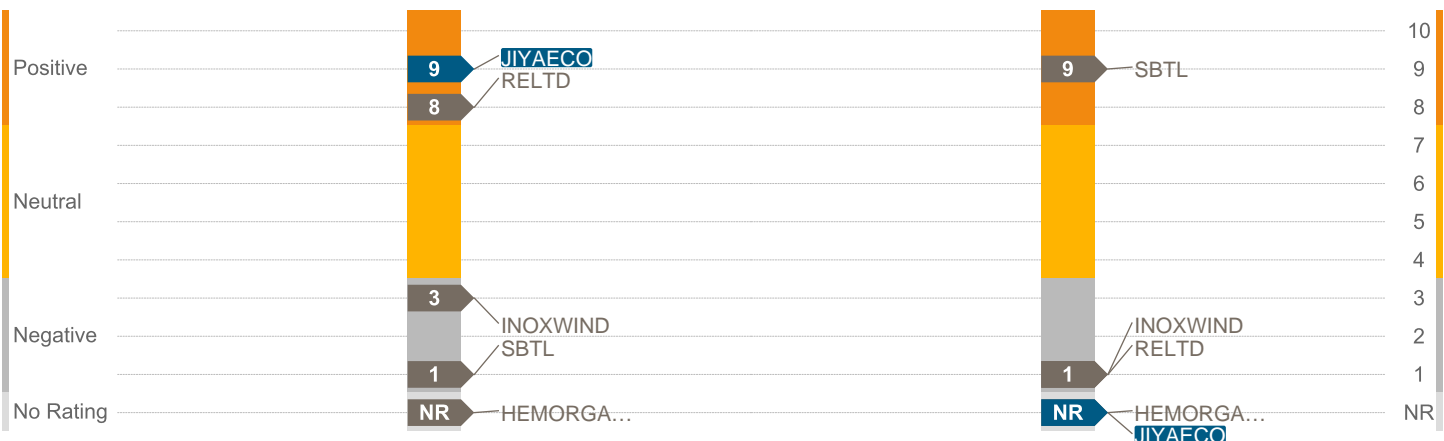 10
Positive 9 JIYAECO 9 SBTL 9
RELTD
8 8
7
6
Neutral
5
4
3 3
INOXWIND INOXWIND
Negative 2
SBTL RELTD
1 1 1
No Rating NR HEMORGA... NR HEMORGA... NR
JIYAECO